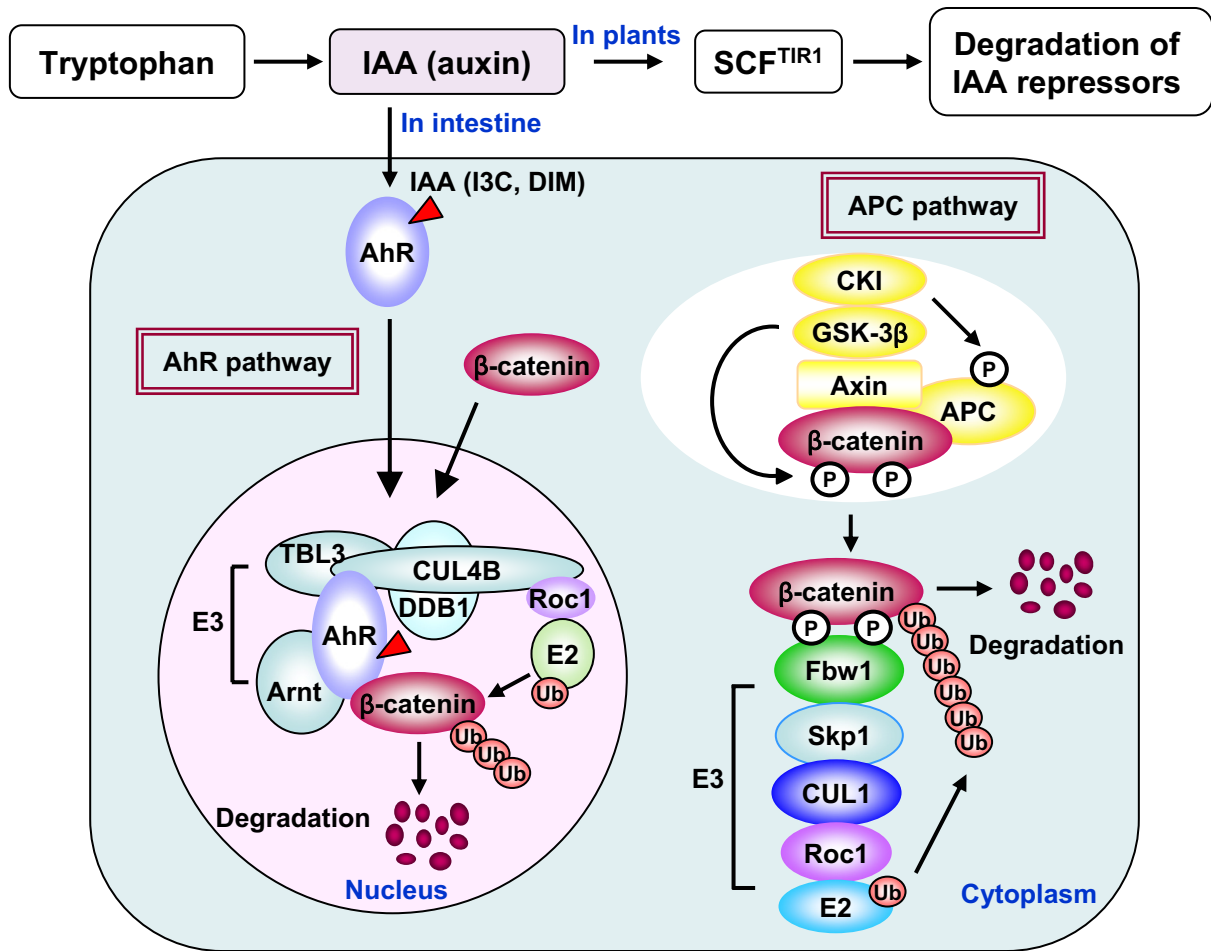 Tryptophan
IAA (auxin)
In plants
SCF^TIR1
Degradation of
IAA repressors
In intestine
IAA (I3C, DIM)
AhR
AhR pathway
β-catenin
TBL3
CUL4B
DDB1
Roc1
E3
AhR
E2
Ub
Arnt
β-catenin
Ub
Ub
Ub
Degradation
Nucleus
APC pathway
CKI
GSK-3β
P
Axin
APC
β-catenin
P
P
β-catenin
P
P
Ub
Ub
Ub
Ub
Ub
Ub
Degradation
Fbw1
Skp1
E3
CUL1
Roc1
Ub
E2
Cytoplasm